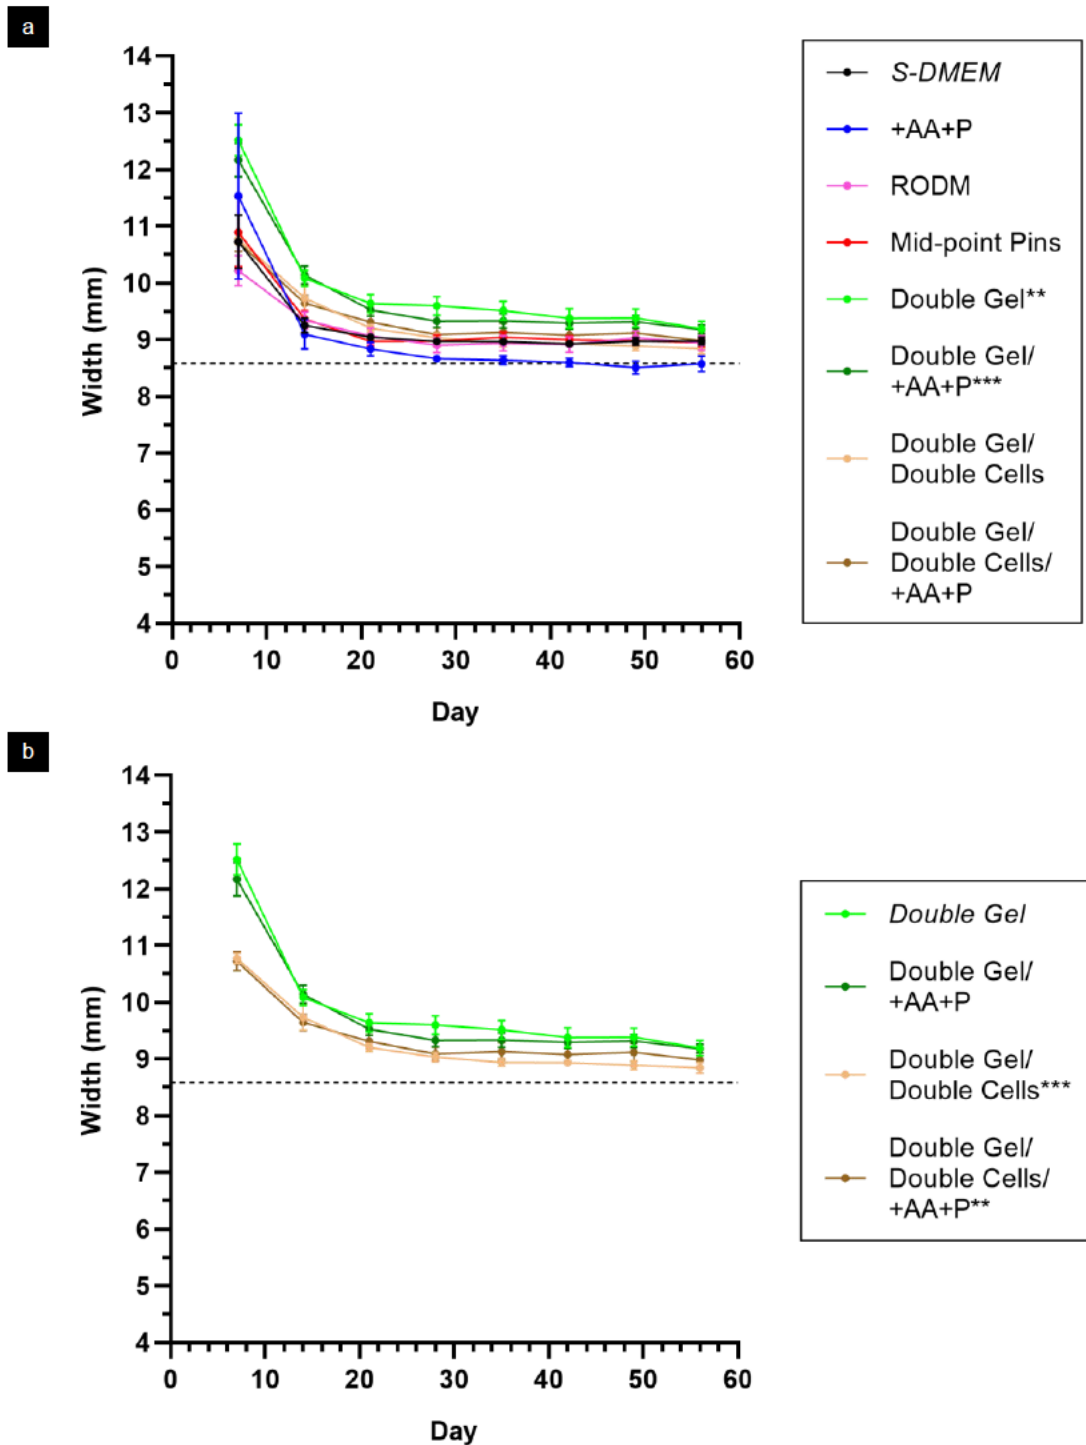 a
14
13
12
11
10
9
8
7
6
5
4
Width (mm)
0 10 20 30 40 50 60
Day
S-DMEM
+AA+P
RODM
Mid-point Pins
Double Gel**
Double Gel/
+AA+P***
Double Gel/
Double Cells
Double Gel/
Double Cells/
+AA+P
b
14
13
12
11
10
9
8
7
6
5
4
Width (mm)
0 10 20 30 40 50 60
Day
Double Gel
Double Gel/
+AA+P
Double Gel/
Double Cells***
Double Gel/
Double Cells/
+AA+P**